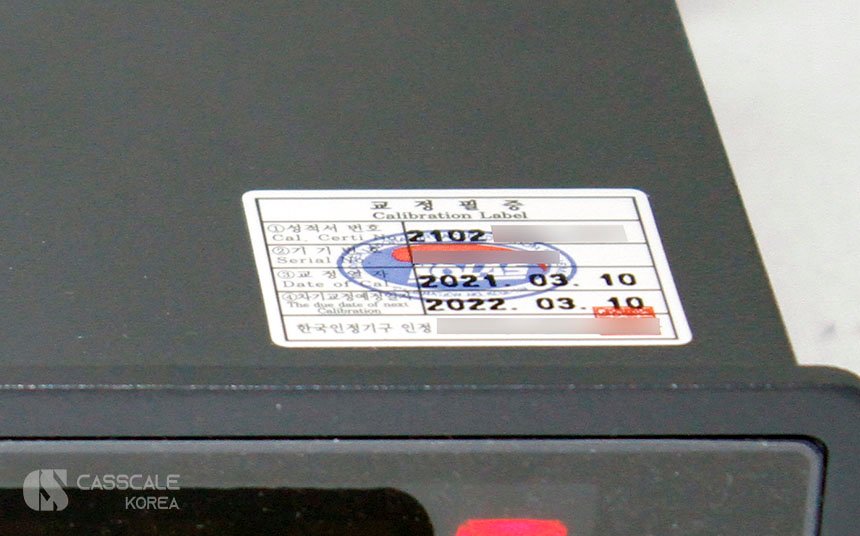 교정필증
Calibration Label
①성적서 번호
Cal. Certi No. 2102
②기기번호
Serial
③교정일자
Date of Cal. 2021. 03. 10
④차기교정예정일자
The due date of next
Calibration 2022. 03. 10
한국인정기구 인정
KOLAS
CASSCALE
KOREA